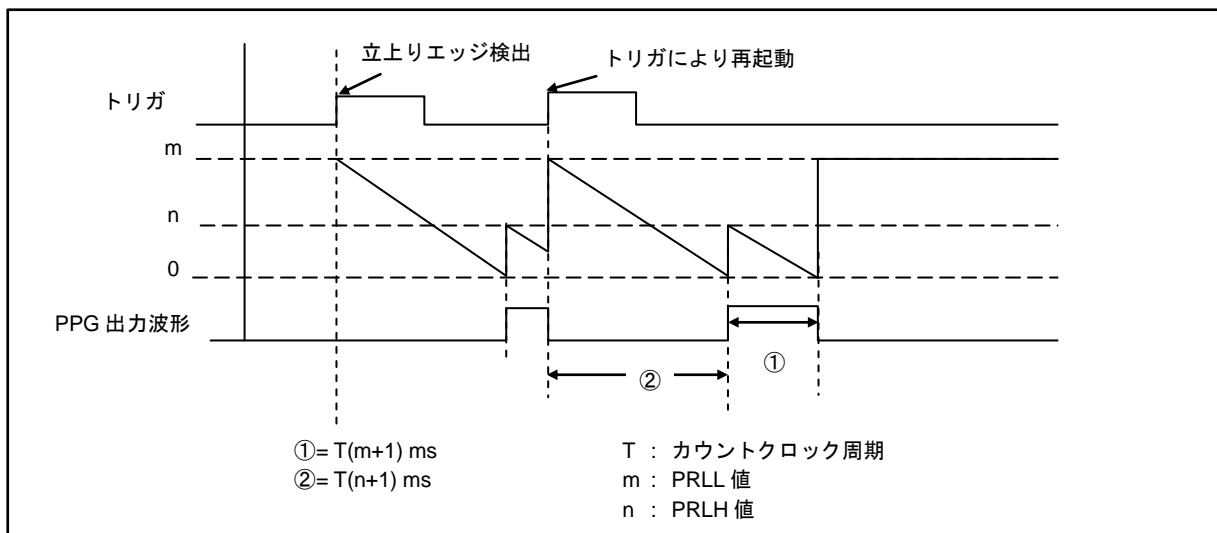 立上りエッジ検出
トリガにより再起動
トリガ
m
n
0
PPG 出力波形
①
②
①= T(m+1) ms
②= T(n+1) ms
T : カウントクロック周期
m : PRLL 値
n : PRLH 値